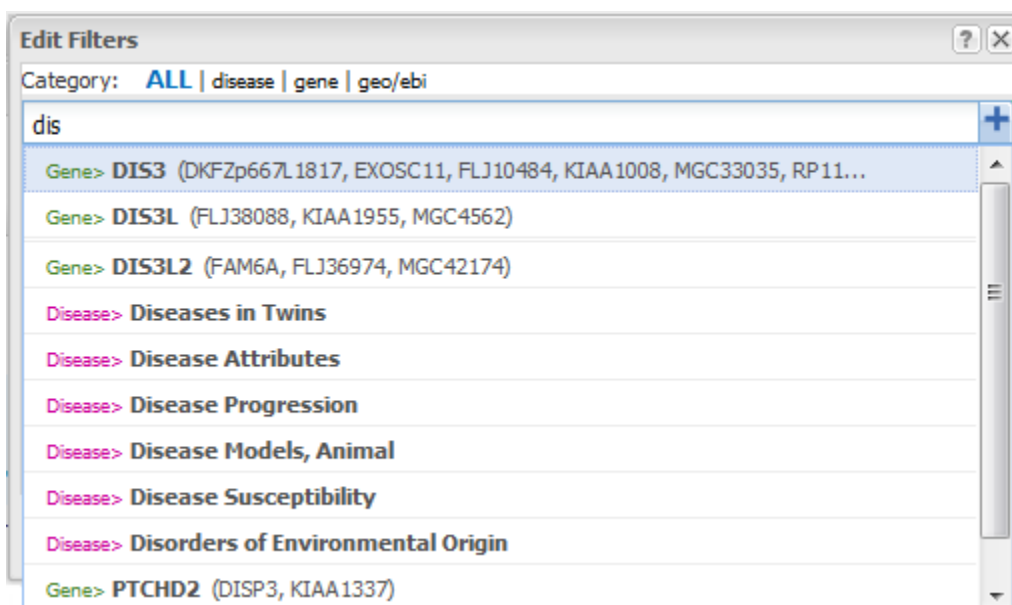 Edit Filters ?
Category: ALL | disease | gene | geo/ebi
dis
Gene> DIS3 (DKFZp667L1817, EXOSC11, FLJ10484, KIAA1008, MGC33035, RP11...
Gene> DIS3L (FLJ38088, KIAA1955, MGC4562)
Gene> DIS3L2 (FAM6A, FLJ36974, MGC42174)
Disease> Diseases in Twins
Disease> Disease Attributes
Disease> Disease Progression
Disease> Disease Models, Animal
Disease> Disease Susceptibility
Disease> Disorders of Environmental Origin
Gene> PTCHD2 (DISP3, KIAA1337)